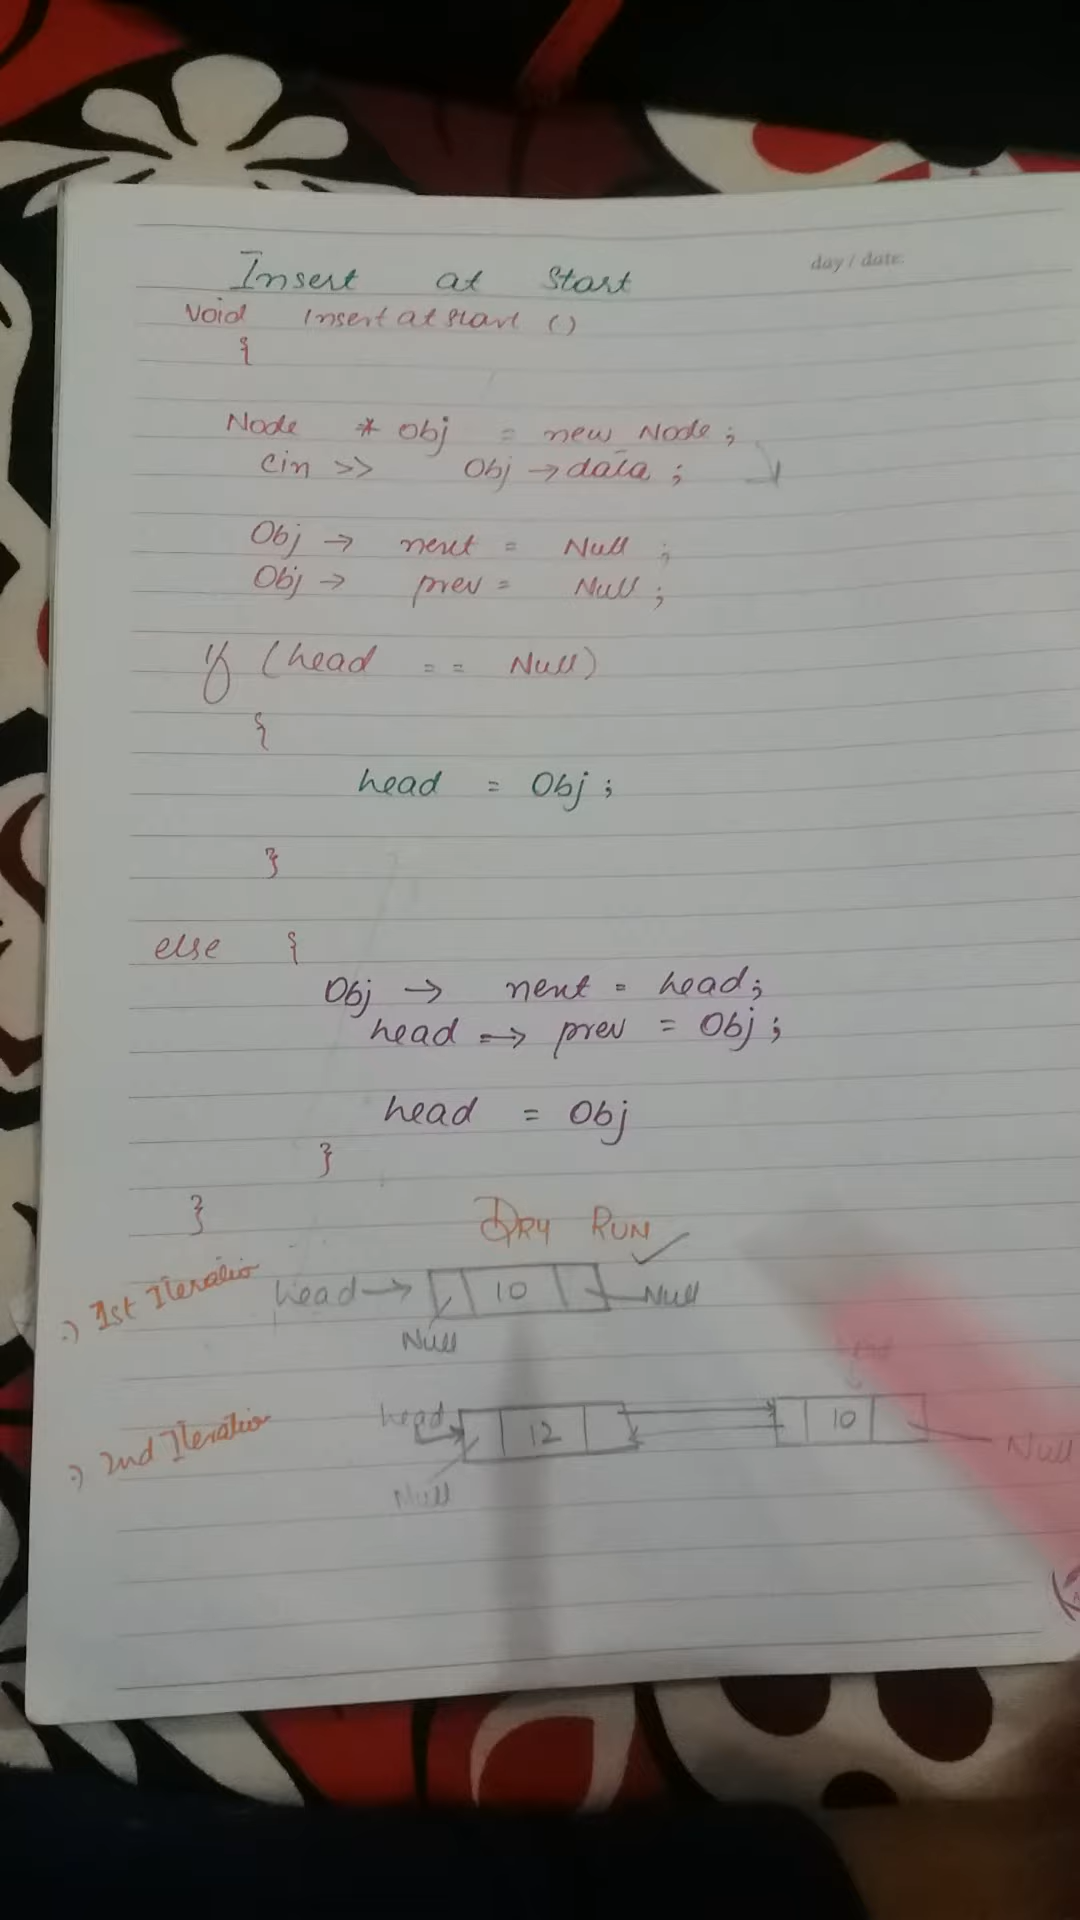 day / date:
Insert at Start
Void Insert at start ()
{
Node * Obj = new Node ;
Cin >> Obj → data ;
Obj → next = Null ;
Obj → prev = Null ;
If (head == Null)
{
head = Obj ;
}
else {
Obj → next = head ;
head → prev = Obj ;
head = Obj
}
}
DRY RUN
:) 1st Iteratio head → 10 Null
Null
head
:) 2nd Iteratio head 12 10 Null
Null